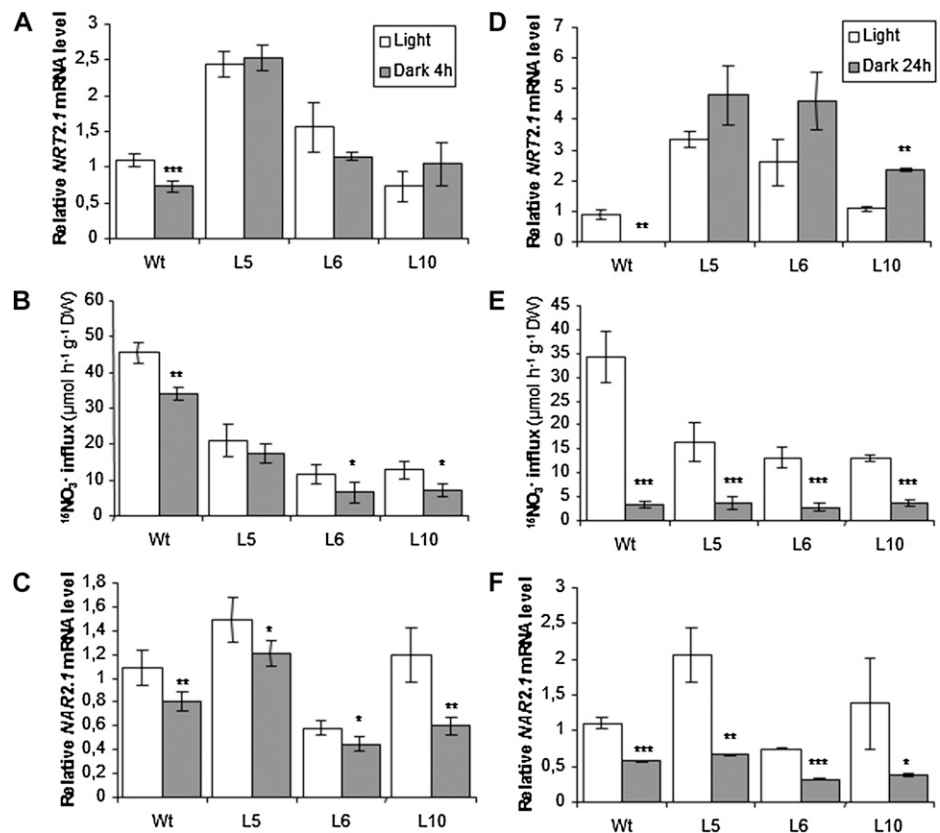 A
Relative NRT2.1 mRNA level
3
2,5
2
1,5
1
0,5
0
Light
Dark 4h
***
Wt
L5
L6
L10
D
Relative NRT2.1 mRNA level
7
6
5
4
3
2
1
0
Light
Dark 24h
**
**
Wt
L5
L6
L10
B
¹⁵NO₃⁻ influx (µmol h⁻¹ g⁻¹ DW)
60
50
40
30
20
10
0
**
*
*
Wt
L5
L6
L10
E
¹⁵NO₃⁻ influx (µmol h⁻¹ g⁻¹ DW)
45
40
35
30
25
20
15
10
5
0
***
***
***
***
Wt
L5
L6
L10
C
Relative NAR2.1 mRNA level
1,8
1,6
1,4
1,2
1
0,8
0,6
0,4
0,2
0
**
*
*
**
Wt
L5
L6
L10
F
Relative NAR2.1 mRNA level
3
2,5
2
1,5
1
0,5
0
***
**
***
*
Wt
L5
L6
L10